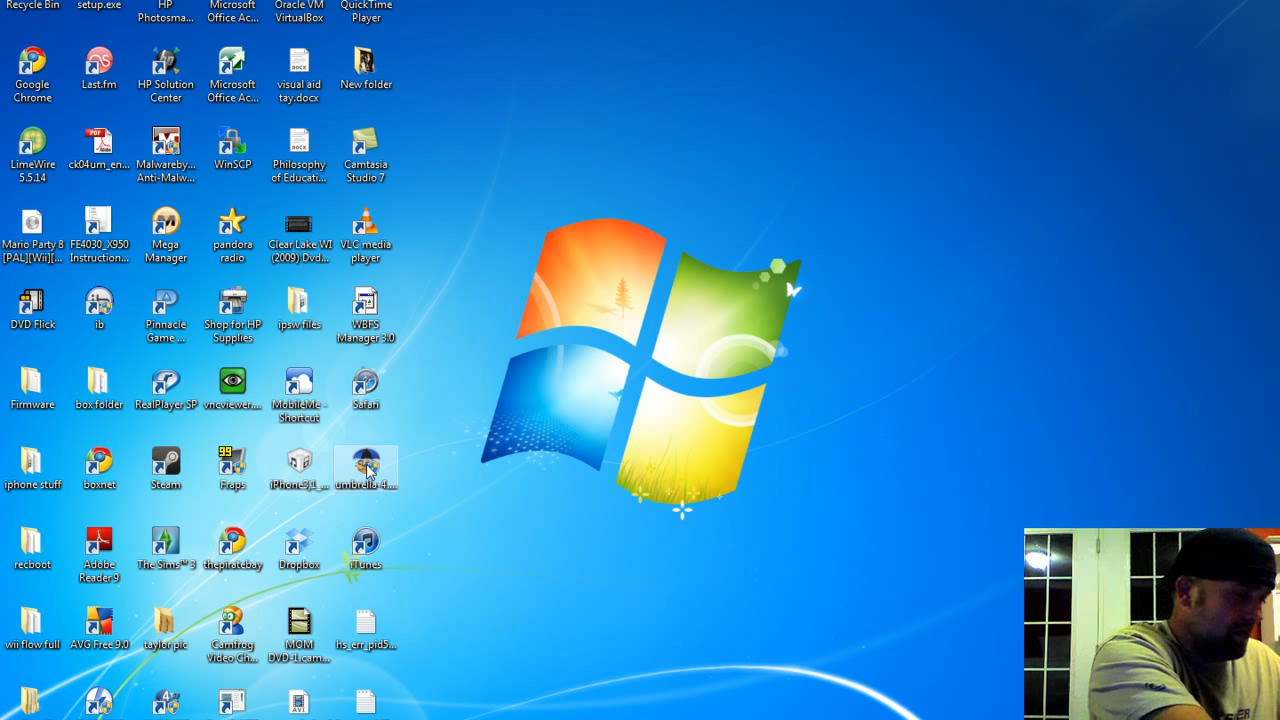 Recycle Bin
setup.exe
HP
Photosma...
Microsoft
Office Ac...
Oracle VM
VirtualBox
QuickTime
Player
Google
Chrome
Last.fm
HP Solution
Center
Microsoft
Office Ac...
visual aid
tay.docx
New folder
LimeWire
5.5.14
ck04um_en...
Malwareby...
Anti-Malw...
WinSCP
Philosophy
of Educati...
Camtasia
Studio 7
Mario Party 8
[PAL][Wii][...
FE4030_X950
Instruction...
Mega
Manager
pandora
radio
Clear Lake WI
(2009) Dvd...
VLC media
player
DVD Flick
ib
Pinnacle
Game ...
Shop for HP
Supplies
ipsw files
WBFS
Manager 3.0
Firmware
box folder
RealPlayer SP
vncviewer....
MobileMe -
Shortcut
Safari
iphone stuff
boxnet
Steam
99
Fraps
iPhone3,1_...
umbrella-4....
recboot
Adobe
Reader 9
The Sims™ 3
thepiratebay
Dropbox
iTunes
wii flow full
AVG Free 9.0
taylor pic
Camfrog
Video Ch...
MOM
DVD-1.cam...
hs_err_pid5...